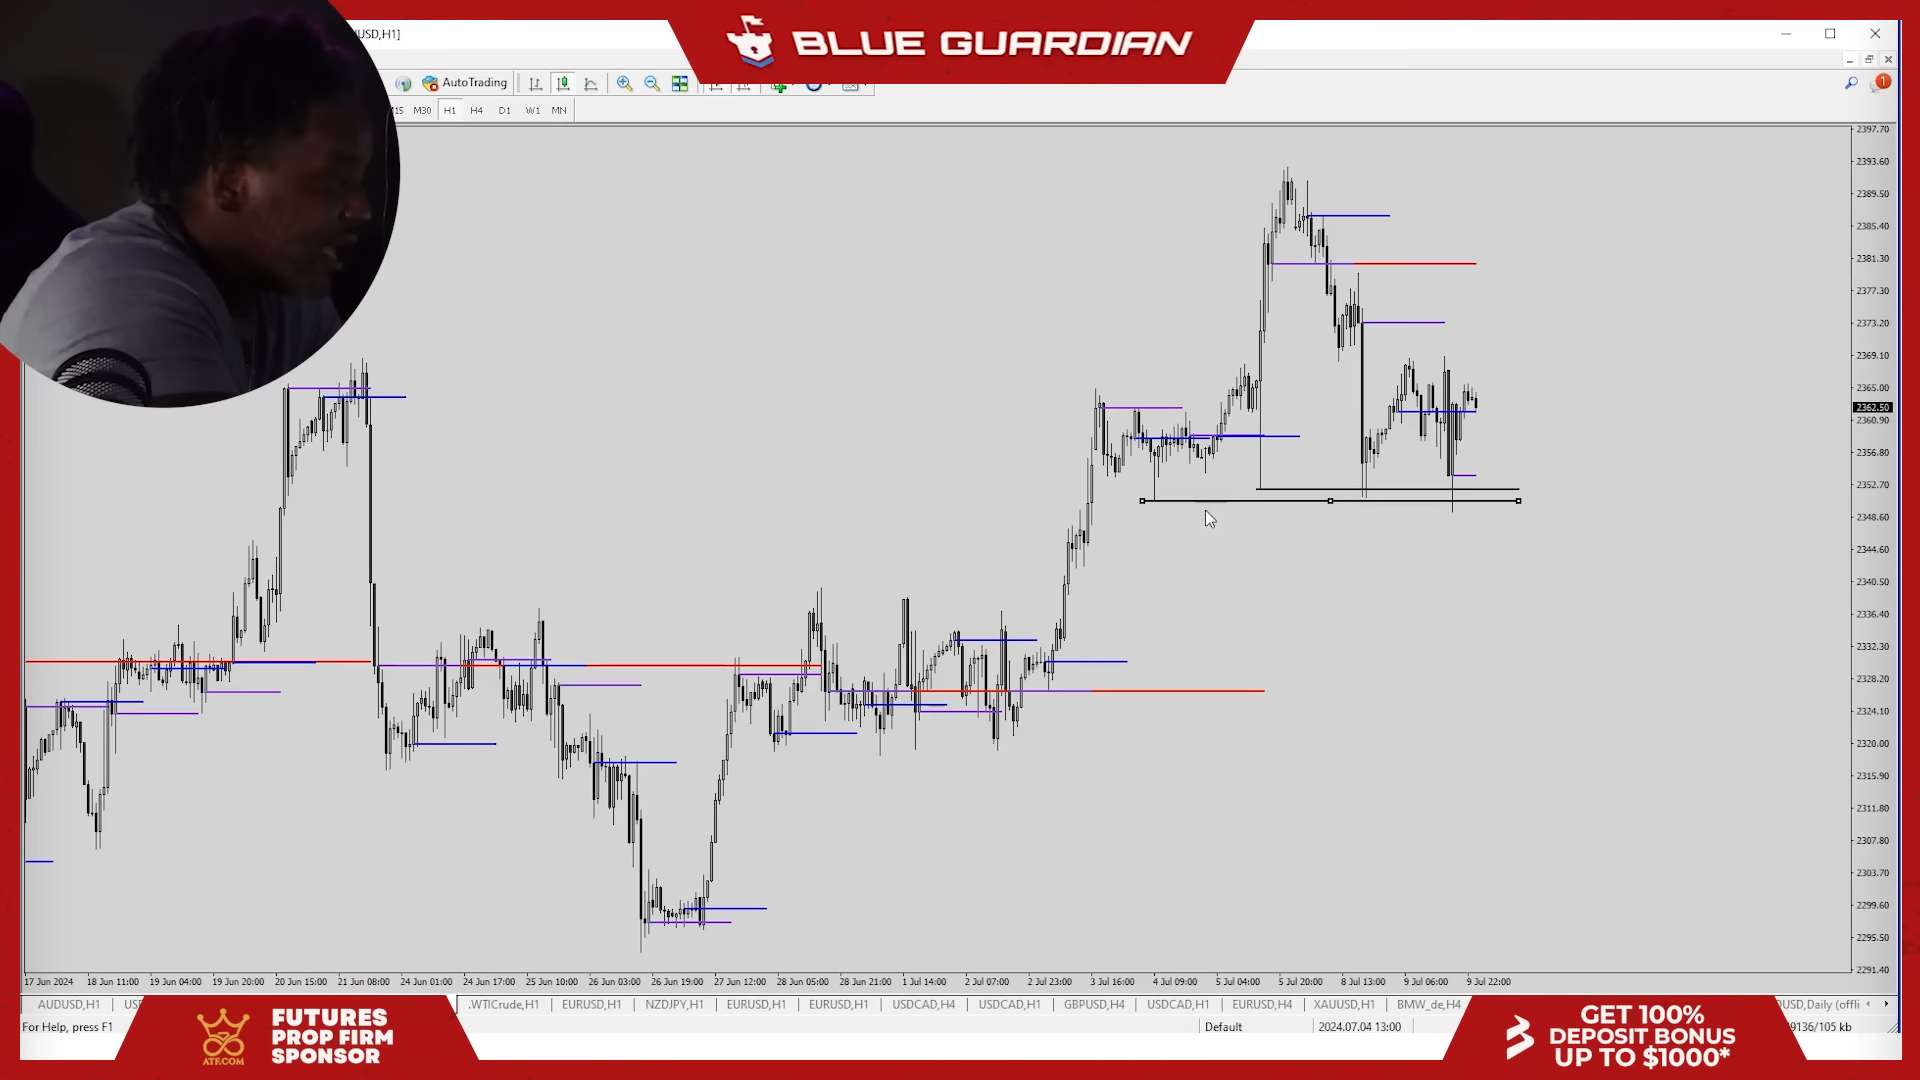 USD,H1]
BLUE GUARDIAN
AutoTrading
M15 M30 H1 H4 D1 W1 MN
1
2397.70
2393.60
2389.50
2385.40
2381.30
2377.30
2373.20
2369.10
2365.00
2362.50
2360.90
2356.80
2352.70
2348.60
2344.60
2340.50
2336.40
2332.30
2328.20
2324.10
2320.00
2315.90
2311.80
2307.80
2303.70
2299.60
2295.50
2291.40
17 Jun 2024 18 Jun 11:00 19 Jun 04:00 19 Jun 20:00 20 Jun 15:00 21 Jun 08:00 24 Jun 01:00 24 Jun 17:00 25 Jun 10:00 26 Jun 03:00 26 Jun 19:00 27 Jun 12:00 28 Jun 05:00 28 Jun 21:00 1 Jul 14:00 2 Jul 07:00 2 Jul 23:00 3 Jul 16:00 4 Jul 09:00 5 Jul 04:00 5 Jul 20:00 8 Jul 13:00 9 Jul 06:00 9 Jul 22:00
AUDUSD,H1 .WTICrude,H1 EURUSD,H1 NZDJPY,H1 EURUSD,H1 EURUSD,H1 USDCAD,H4 USDCAD,H1 GBPUSD,H4 USDCAD,H1 EURUSD,H4 XAUUSD,H1 BMW_de,H4 USD,Daily (offli
For Help, press F1 Default 2024.07.04 13:00 9136/105 kb
ATF.COM
FUTURES
PROP FIRM
SPONSOR
GET 100%
DEPOSIT BONUS
UP TO $1000*